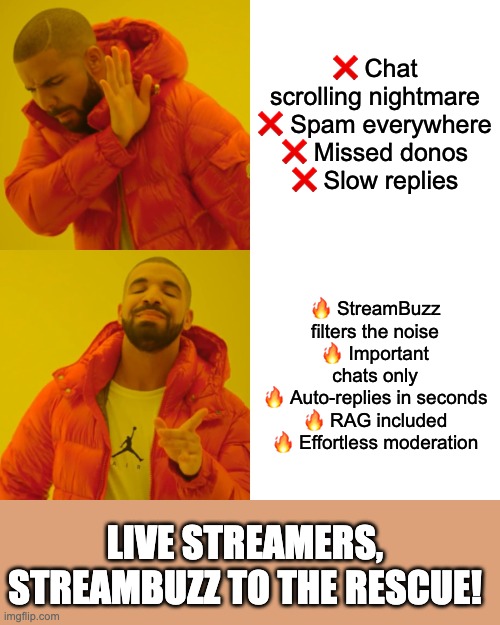 ❌ Chat
scrolling nightmare
❌ Spam everywhere
❌ Missed donos
❌ Slow replies
🔥 StreamBuzz
filters the noise
🔥 Important
chats only
🔥 Auto-replies in seconds
🔥 RAG included
🔥 Effortless moderation
LIVE STREAMERS,
STREAMBUZZ TO THE RESCUE!
imgflip.com